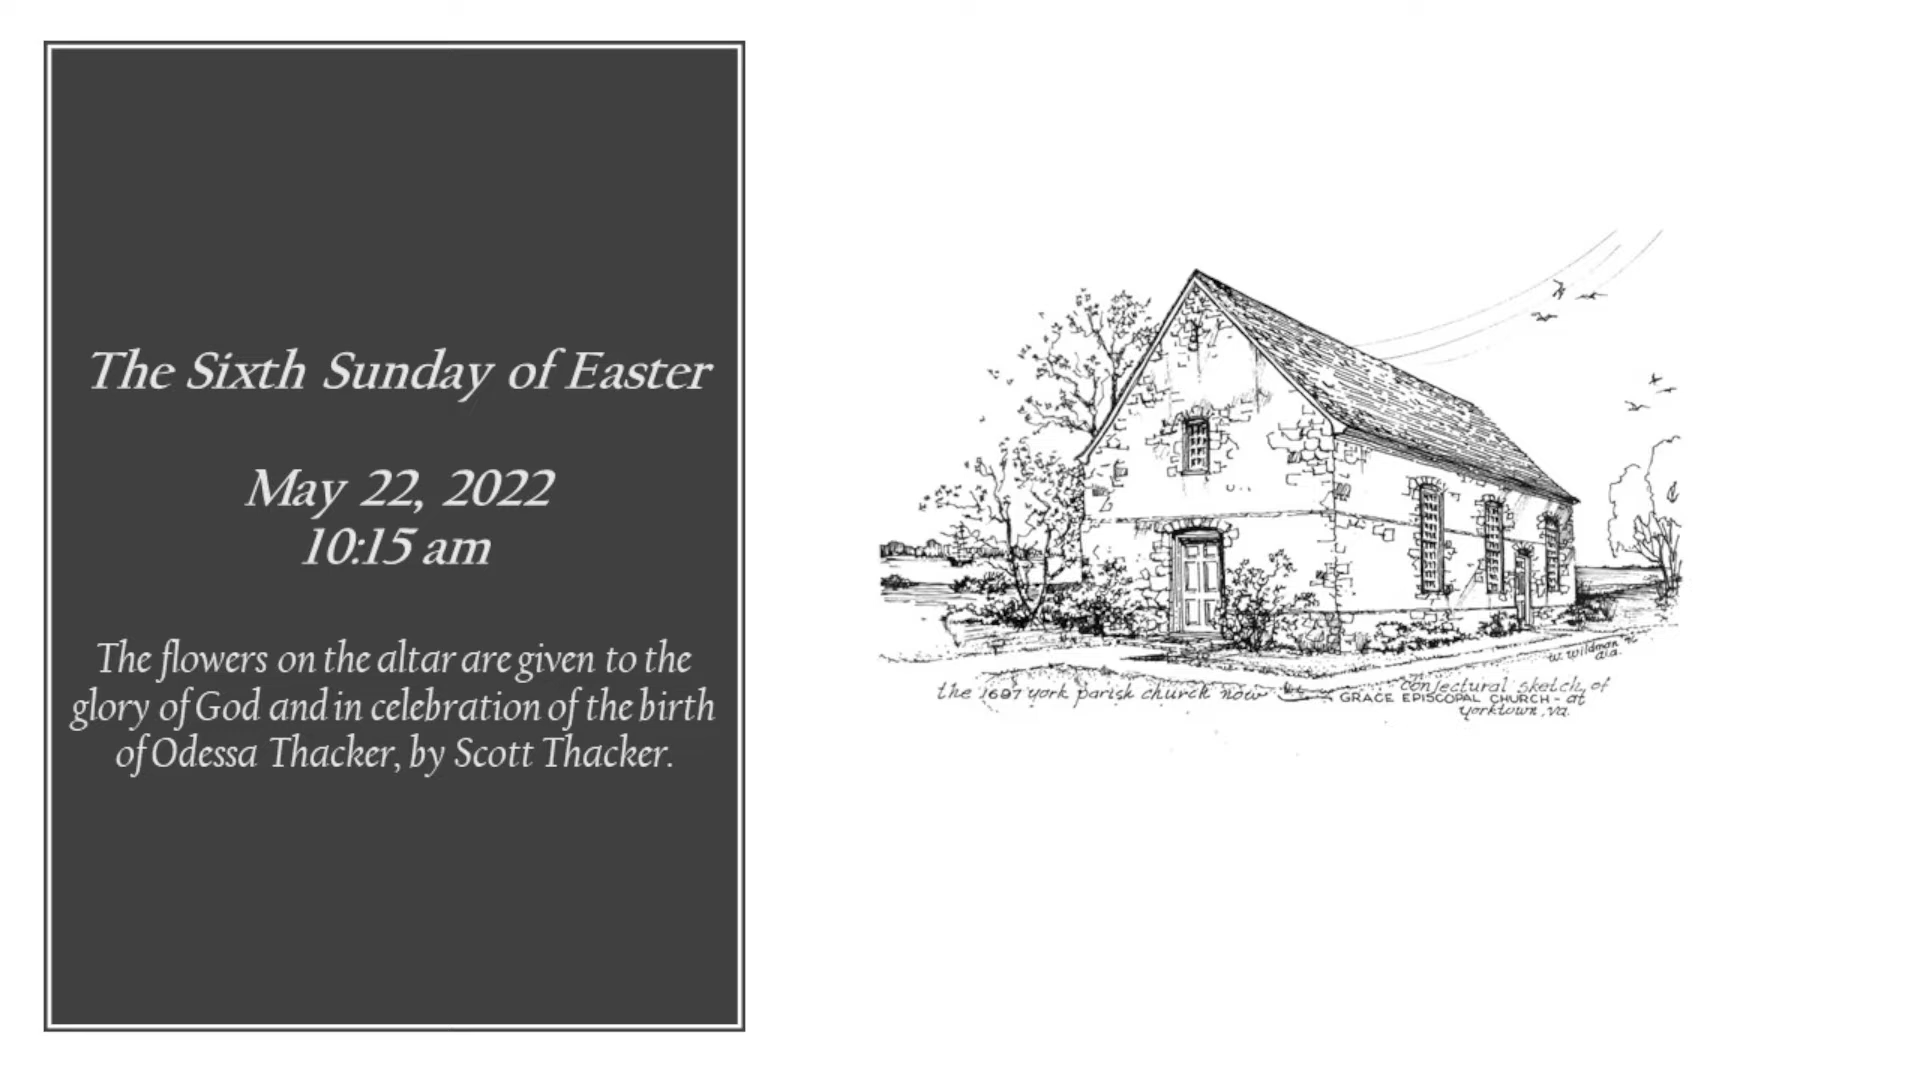 The Sixth Sunday of Easter
May 22, 2022
10:15 am
The flowers on the altar are given to the
glory of God and in celebration of the birth
of Odessa Thacker, by Scott Thacker.
w. wildman
a.i.a.
the 1697 york parish church now
conjectural sketch of
GRACE EPISCOPAL CHURCH - at
yorktown, va.